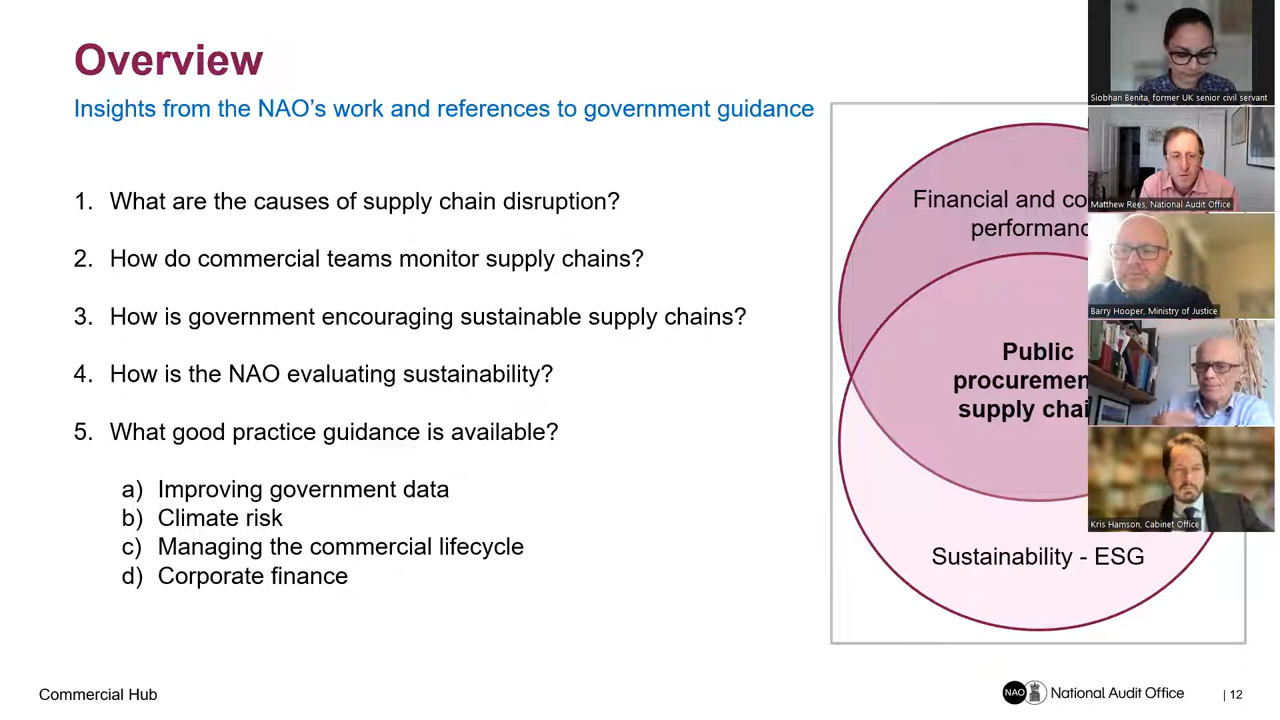 Overview
Insights from the NAO's work and references to government guidance
1. What are the causes of supply chain disruption?
2. How do commercial teams monitor supply chains?
3. How is government encouraging sustainable supply chains?
4. How is the NAO evaluating sustainability?
5. What good practice guidance is available?
a) Improving government data
b) Climate risk
c) Managing the commercial lifecycle
d) Corporate finance
Financial and
Public
supply
Sustainability - ESG
Siobhan Benita, former UK senior civil servant
Matthew Rees, National Audit Office
Barry Hooper, Ministry of Justice
Kris Hamson, Cabinet Office
Commercial Hub
NAO National Audit Office
| 12